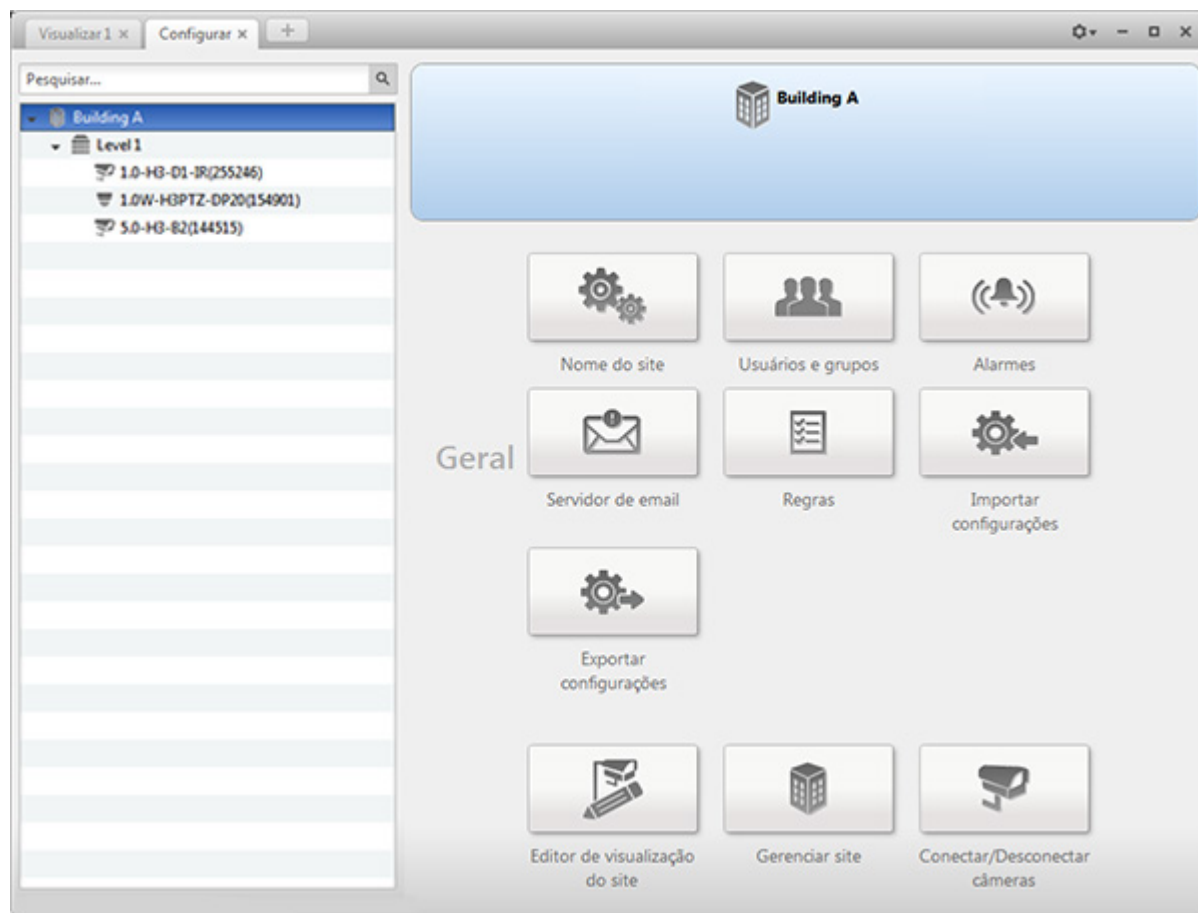 Visualizar 1
Configurar
Pesquisar...
Building A
Level 1
1.0-H3-D1-IR(255246)
1.0W-H3PTZ-DP20(154901)
5.0-H3-B2(144515)
Building A
Geral
Nome do site
Usuários e grupos
Alarmes
Servidor de email
Regras
Importar
configurações
Exportar
configurações
Editor de visualização
do site
Gerenciar site
Conectar/Desconectar
câmeras